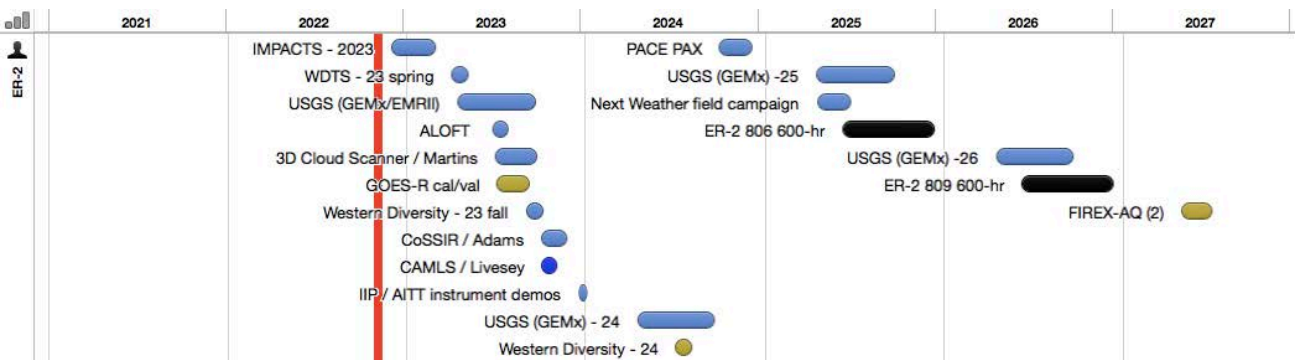 2021 2022 2023 2024 2025 2026 2027
ER-2
IMPACTS - 2023 PACE PAX
WDTS - 23 spring USGS (GEMx) -25
USGS (GEMx/EMRII) Next Weather field campaign
ALOFT ER-2 806 600-hr
3D Cloud Scanner / Martins USGS (GEMx) -26
GOES-R cal/val ER-2 809 600-hr
Western Diversity - 23 fall FIREX-AQ (2)
CoSSIR / Adams
CAMLS / Livesey
IIP / AITT instrument demos
USGS (GEMx) - 24
Western Diversity - 24